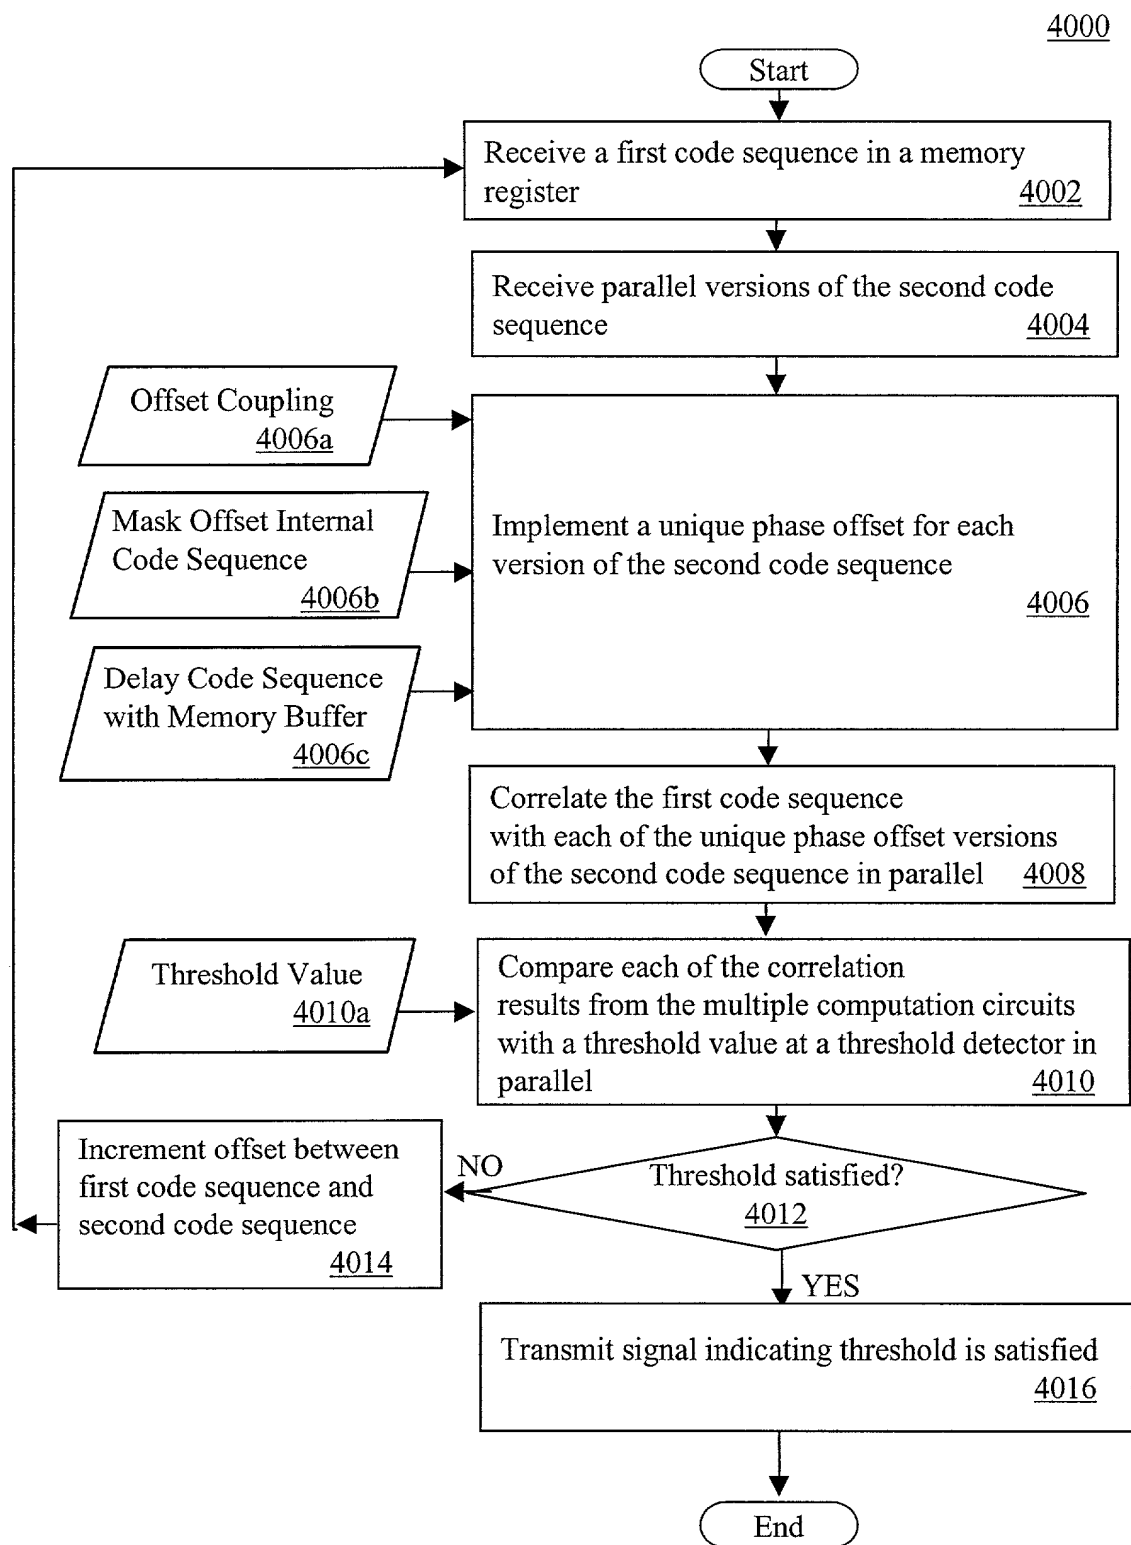 4000
Start
Receive a first code sequence in a memory
register
4002
Receive parallel versions of the second code
sequence
4004
Offset Coupling
4006a
Mask Offset Internal
Code Sequence
4006b
Delay Code Sequence
with Memory Buffer
4006c
Implement a unique phase offset for each
version of the second code sequence
4006
Correlate the first code sequence
with each of the unique phase offset versions
of the second code sequence in parallel 4008
Threshold Value
4010a
Compare each of the correlation
results from the multiple computation circuits
with a threshold value at a threshold detector in
parallel 4010
Threshold satisfied?
4012
NO
Increment offset between
first code sequence and
second code sequence
4014
YES
Transmit signal indicating threshold is satisfied
4016
End